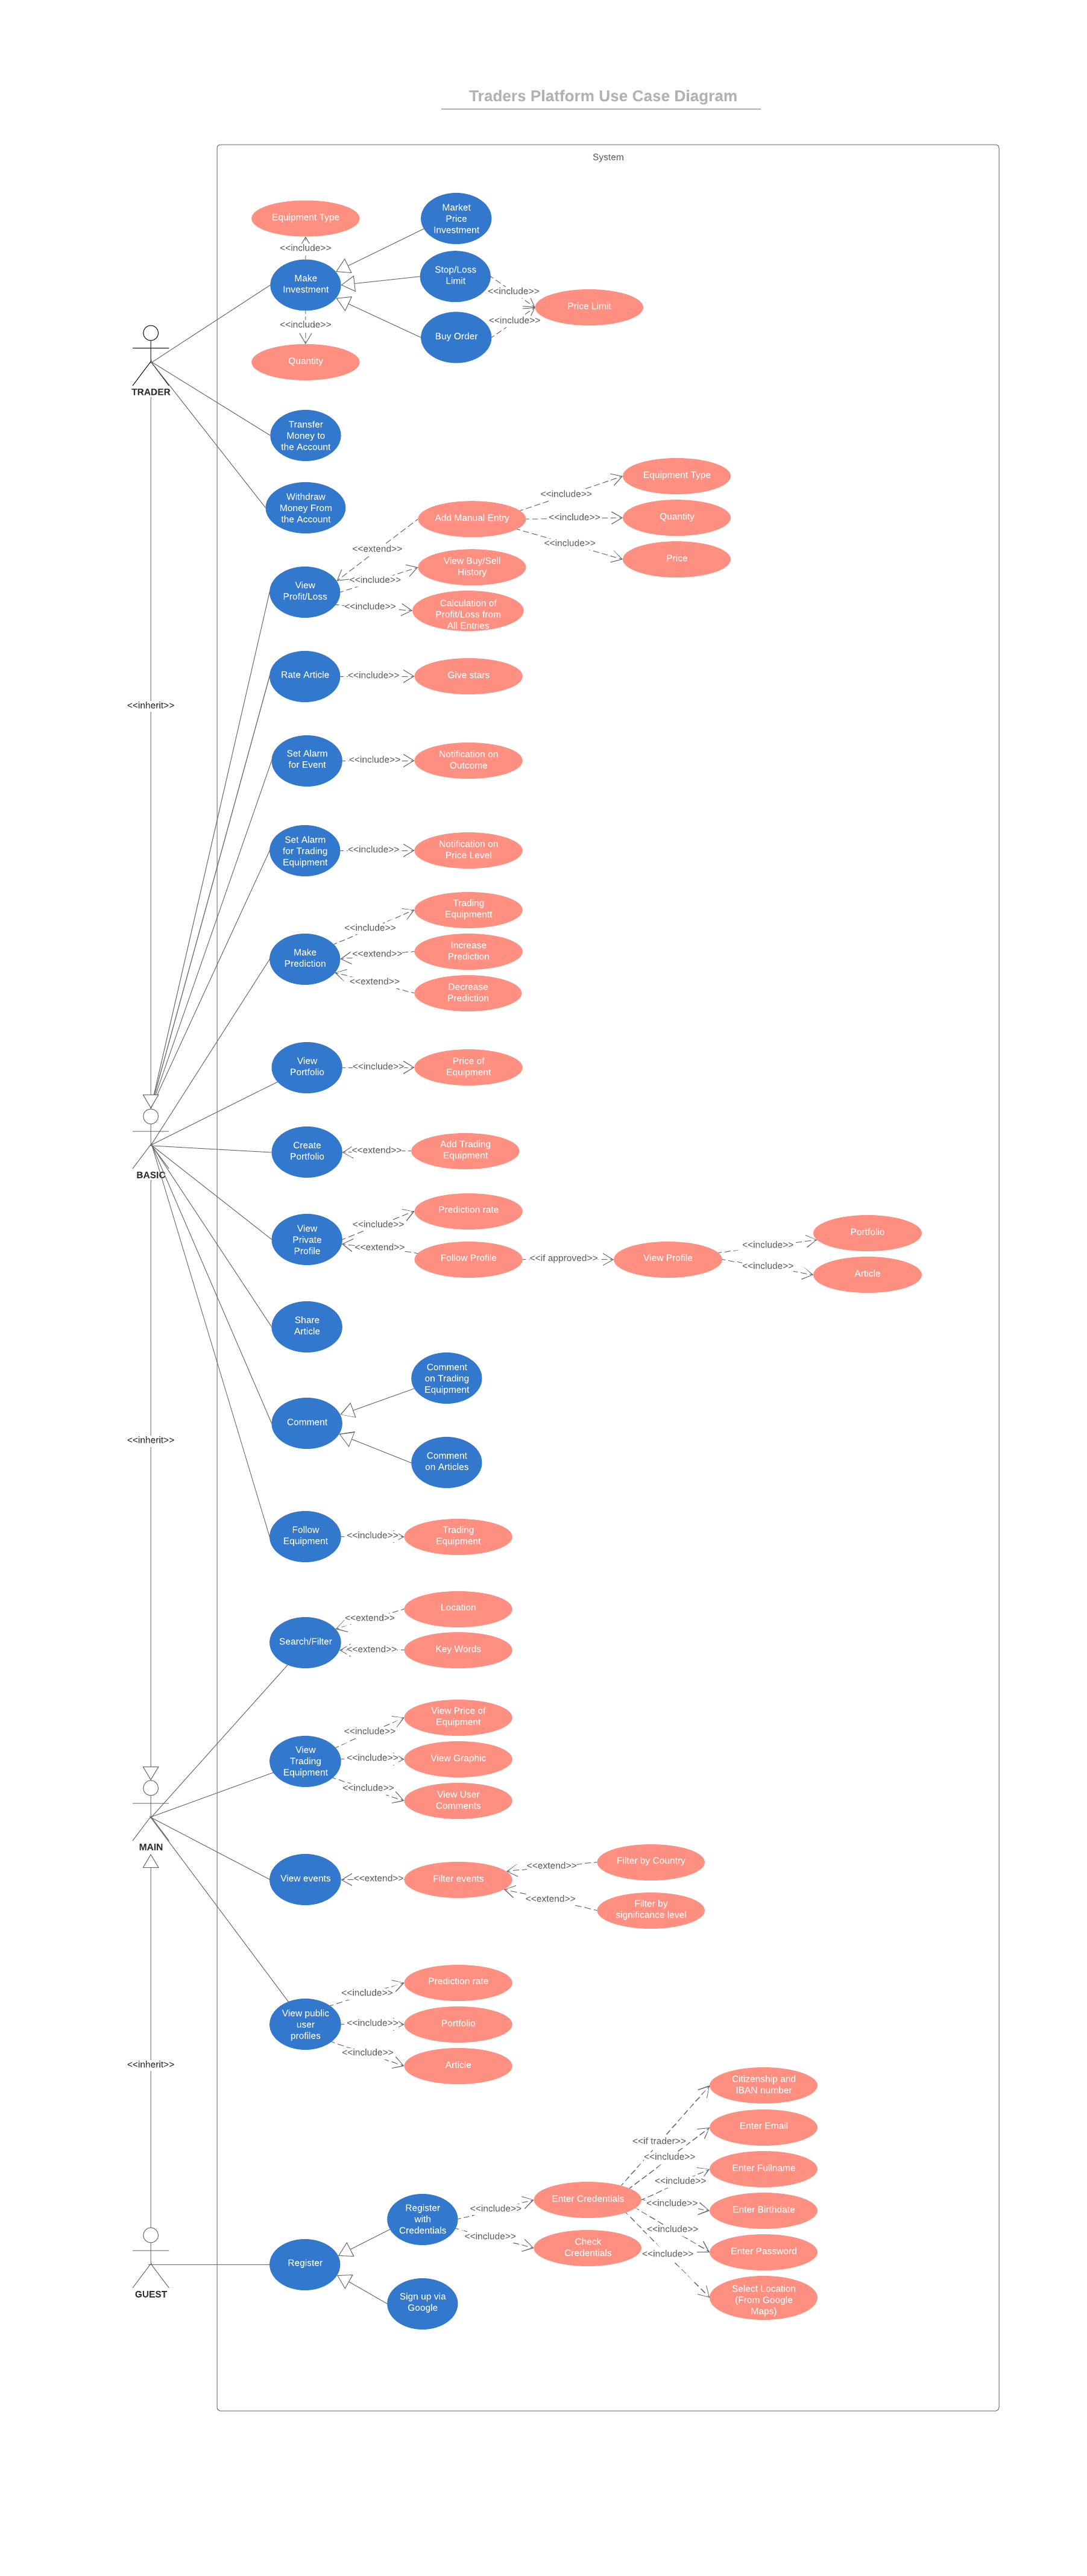 Traders Platform Use Case Diagram
System
Market
Price
Investment
Equipment Type
<<include>>
Make
Investment
Stop/Loss
Limit
<<include>>
Price Limit
<<include>>
<<include>>
Buy Order
Quantity
TRADER
Transfer
Money to
the Account
Withdraw
Money From
the Account
Equipment Type
<<include>>
Add Manual Entry
<<include>>
Quantity
<<include>>
Price
<<extend>>
View Buy/Sell
History
View
Profit/Loss
<<include>>
<<include>>
Calculation of
Profit/Loss from
All Entries
Rate Article
<<include>>
Give stars
<<inherit>>
Set Alarm
for Event
<<include>>
Notification on
Outcome
Set Alarm
for Trading
Equipment
<<include>>
Notification on
Price Level
Trading
Equipmentt
<<include>>
Make
Prediction
<<extend>>
Increase
Prediction
<<extend>>
Decrease
Prediction
View
Portfolio
<<include>>
Price of
Equipment
Create
Portfolio
<<extend>>
Add Trading
Equipment
BASIC
Prediction rate
<<include>>
View
Private
Profile
<<extend>>
Follow Profile
<<if approved>>
View Profile
<<include>>
Portfolio
<<include>>
Article
Share
Article
Comment
on Trading
Equipment
Comment
<<inherit>>
Comment
on Articles
Follow
Equipment
<<include>>
Trading
Equipment
Location
<<extend>>
Search/Filter
<<extend>>
Key Words
View Price of
Equipment
<<include>>
View
Trading
Equipment
<<include>>
View Graphic
<<include>>
View User
Comments
MAIN
View events
<<extend>>
Filter events
<<extend>>
Filter by Country
<<extend>>
Filter by
significance level
Prediction rate
<<include>>
View public
user
profiles
<<include>>
Portfolio
<<include>>
Article
<<inherit>>
Citizenship and
IBAN number
Enter Email
<<if trader>>
<<include>>
Enter Fullname
<<include>>
Register
with
Credentials
<<include>>
Enter Credentials
<<include>>
Enter Birthdate
<<include>>
Check
Credentials
<<include>>
Enter Password
<<include>>
Select Location
(From Google
Maps)
Register
GUEST
Sign up via
Google